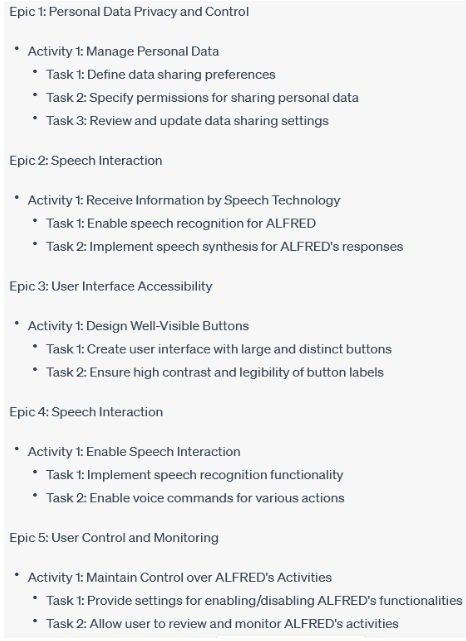 Epic 1: Personal Data Privacy and Control
• Activity 1: Manage Personal Data
• Task 1: Define data sharing preferences
• Task 2: Specify permissions for sharing personal data
• Task 3: Review and update data sharing settings
Epic 2: Speech Interaction
• Activity 1: Receive Information by Speech Technology
• Task 1: Enable speech recognition for ALFRED
• Task 2: Implement speech synthesis for ALFRED's responses
Epic 3: User Interface Accessibility
• Activity 1: Design Well-Visible Buttons
• Task 1: Create user interface with large and distinct buttons
• Task 2: Ensure high contrast and legibility of button labels
Epic 4: Speech Interaction
• Activity 1: Enable Speech Interaction
• Task 1: Implement speech recognition functionality
• Task 2: Enable voice commands for various actions
Epic 5: User Control and Monitoring
• Activity 1: Maintain Control over ALFRED's Activities
• Task 1: Provide settings for enabling/disabling ALFRED's functionalities
• Task 2: Allow user to review and monitor ALFRED's activities